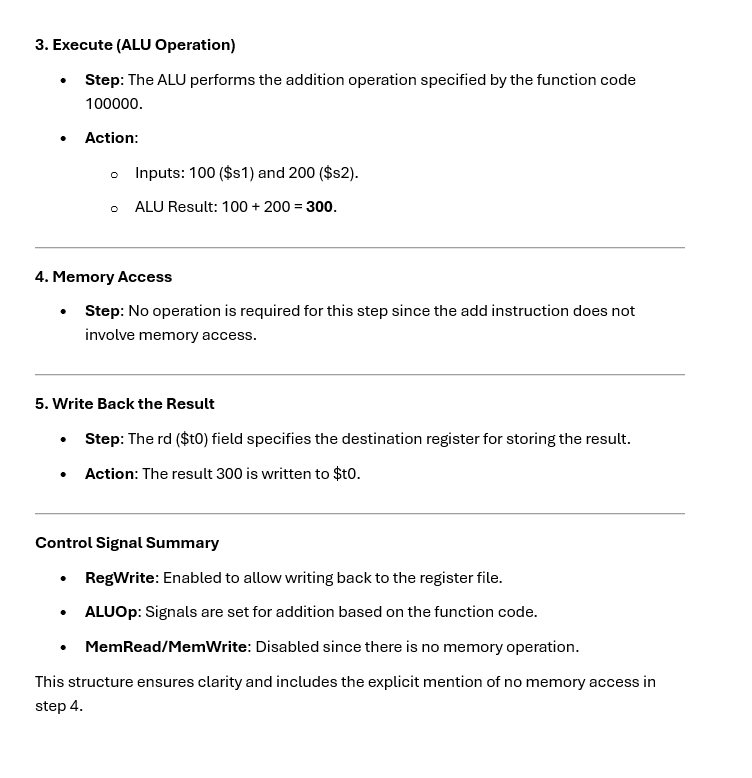 3. Execute (ALU Operation)
• Step: The ALU performs the addition operation specified by the function code
100000.
• Action:
o Inputs: 100 ($s1) and 200 ($s2).
o ALU Result: 100 + 200 = 300.
4. Memory Access
• Step: No operation is required for this step since the add instruction does not
involve memory access.
5. Write Back the Result
• Step: The rd ($t0) field specifies the destination register for storing the result.
• Action: The result 300 is written to $t0.
Control Signal Summary
• RegWrite: Enabled to allow writing back to the register file.
• ALUOp: Signals are set for addition based on the function code.
• MemRead/MemWrite: Disabled since there is no memory operation.
This structure ensures clarity and includes the explicit mention of no memory access in
step 4.